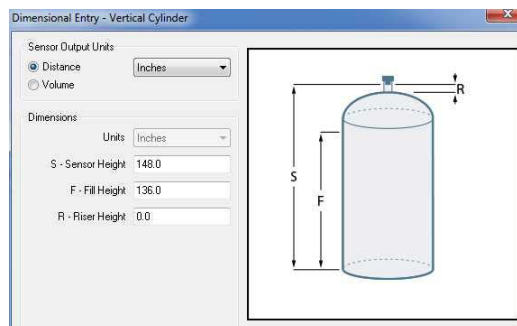 Dimensional Entry - Vertical Cylinder
Sensor Output Units
Distance Inches
Volume
Dimensions
Units Inches
S - Sensor Height 148.0
F - Fill Height 136.0
R - Riser Height 0.0
R
S
F